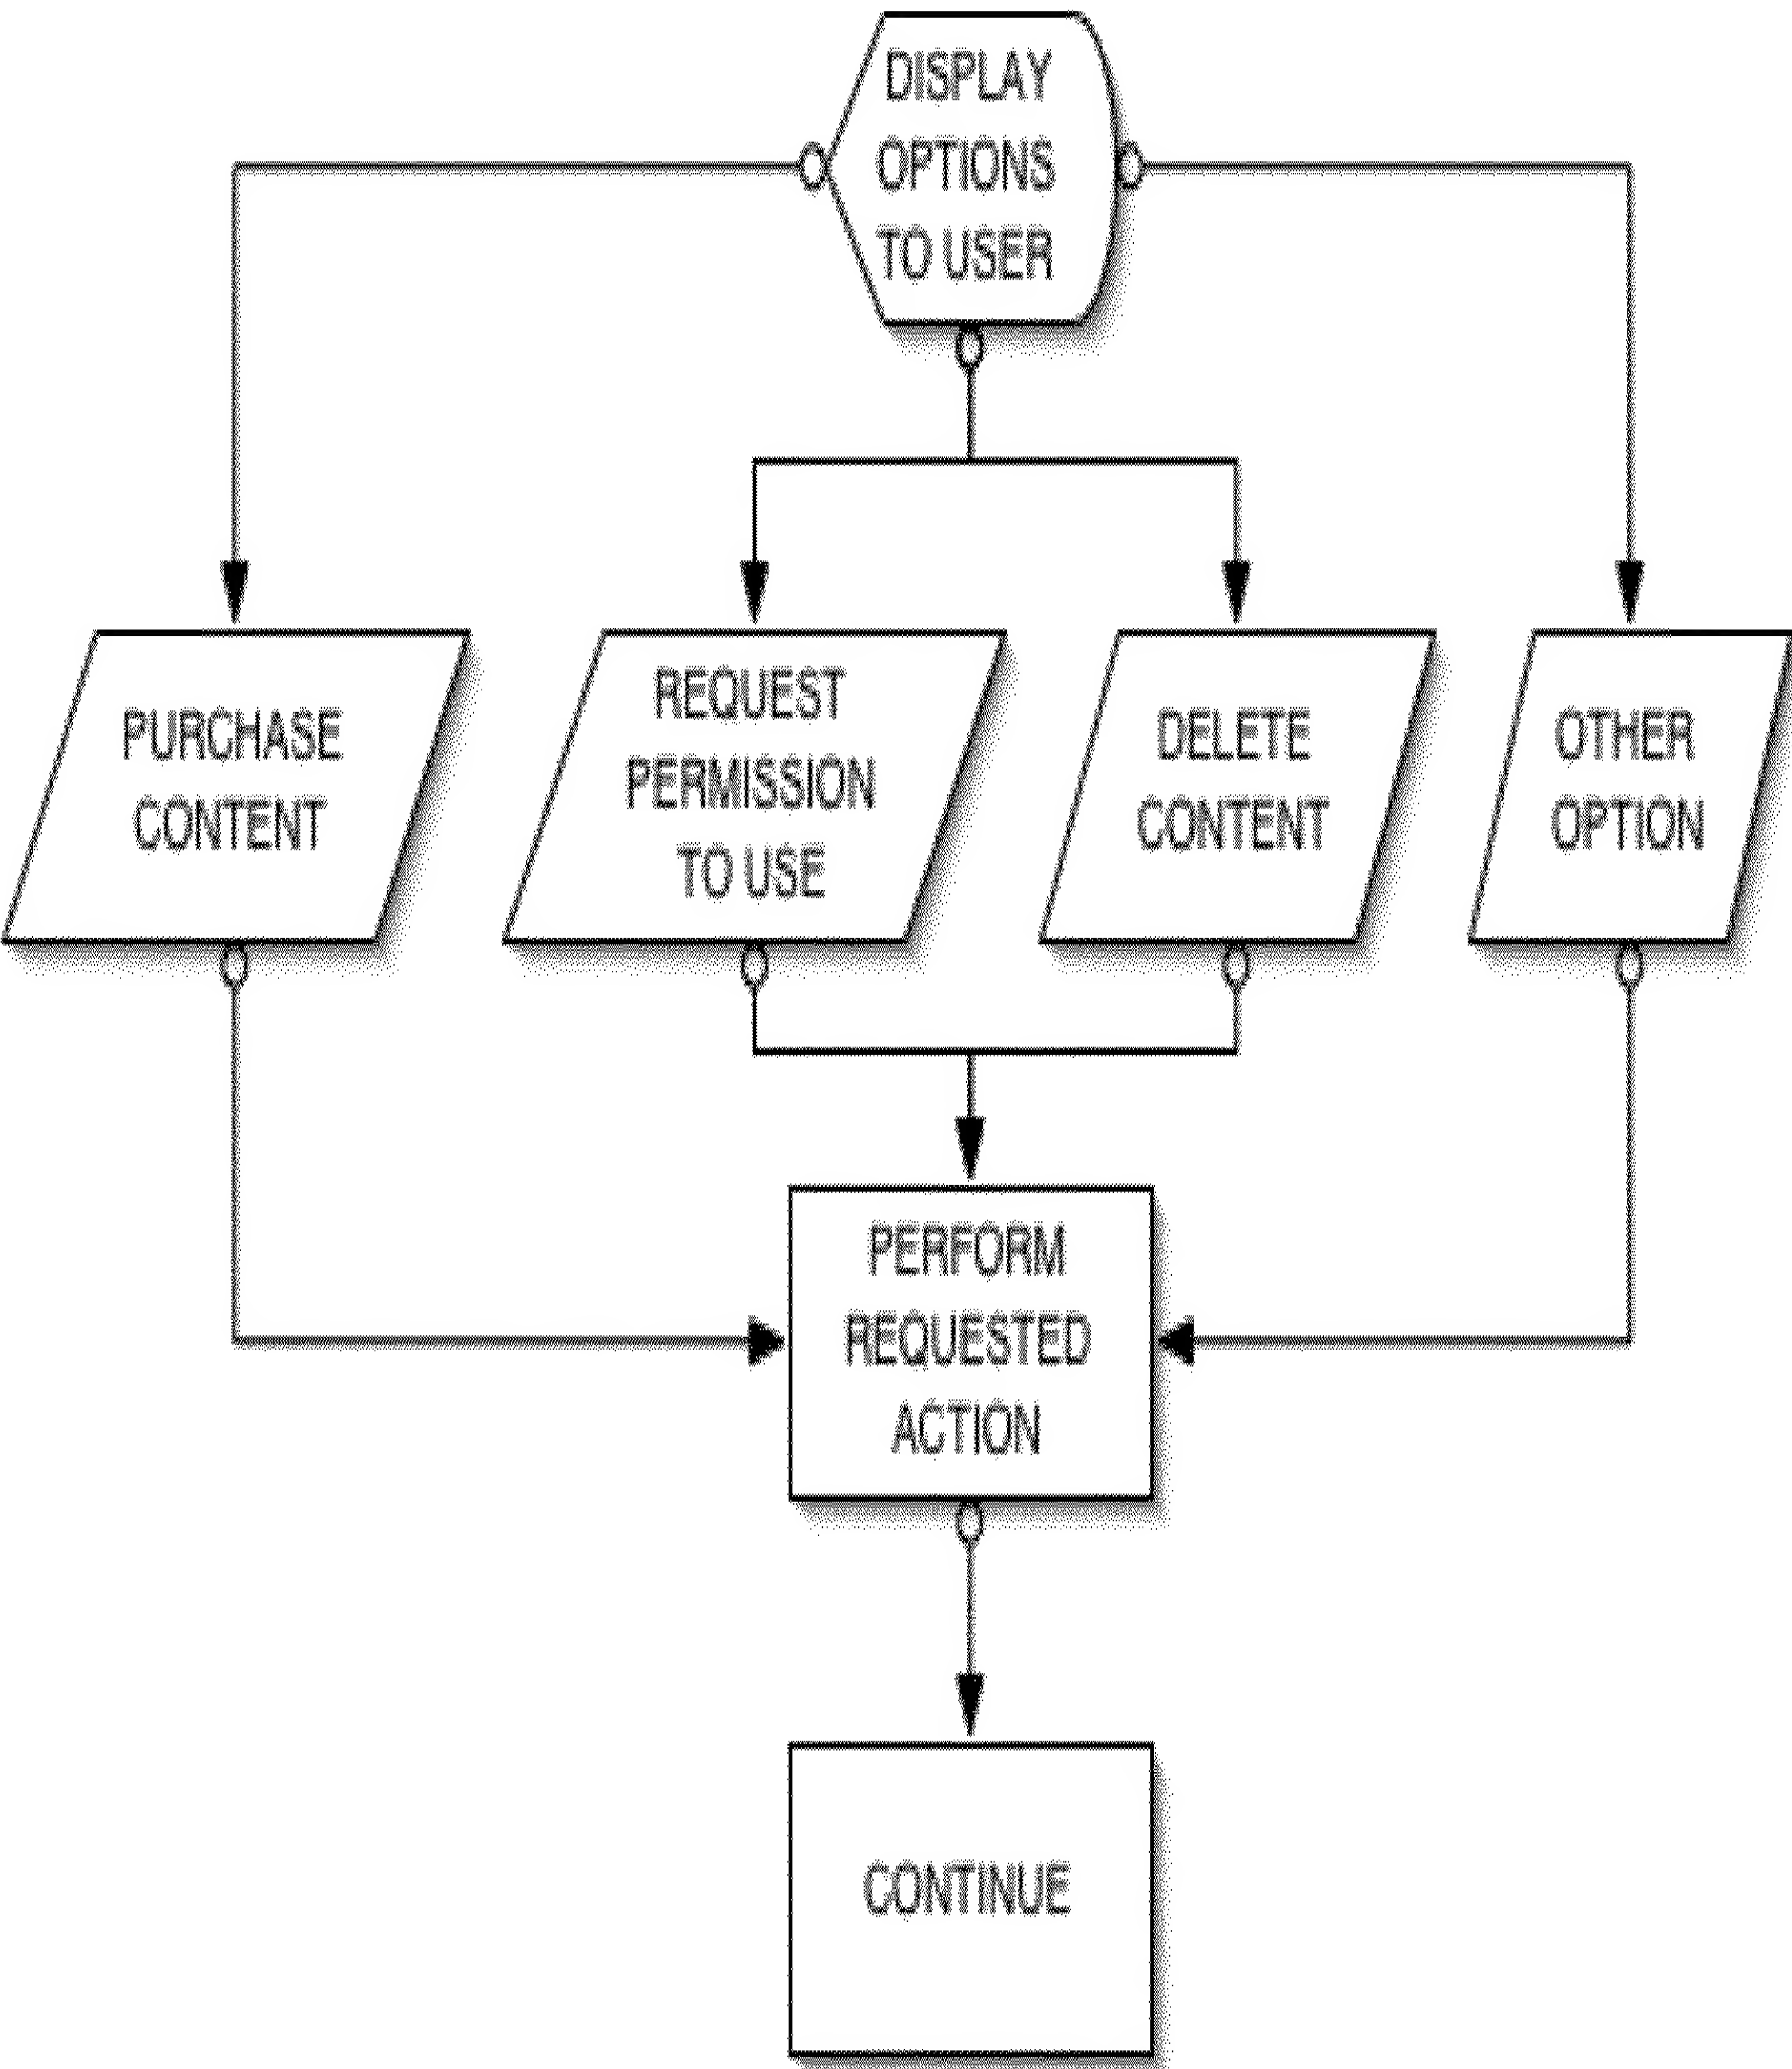 DISPLAY
OPTIONS
TO USER
PURCHASE
CONTENT
REQUEST
PERMISSION
TO USE
DELETE
CONTENT
OTHER
OPTION
PERFORM
REQUESTED
ACTION
CONTINUE